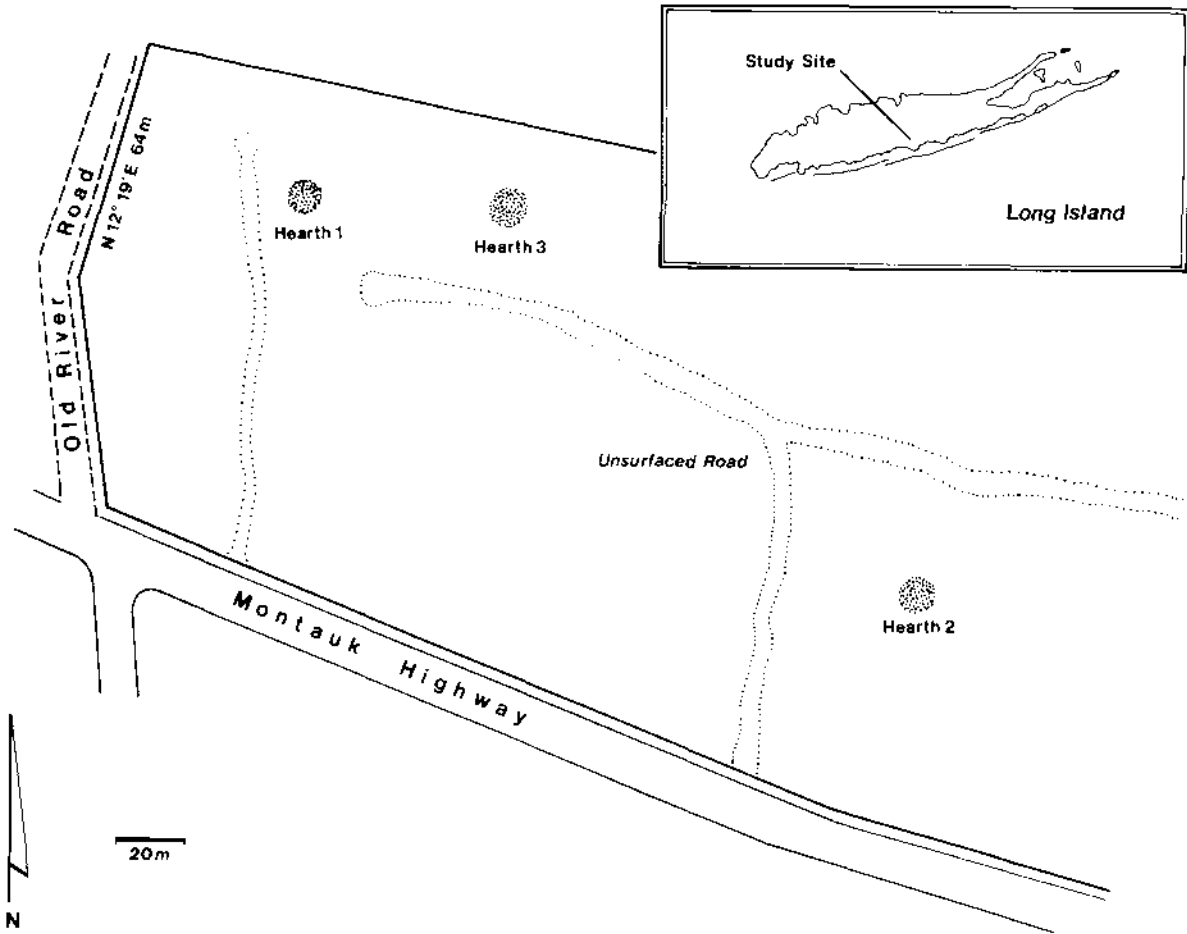 Study Site
Long Island
Old River Road
N 12° 19' E 64m
Hearth 1
Hearth 3
Unsurfaced Road
Hearth 2
Montauk Highway
20m
N